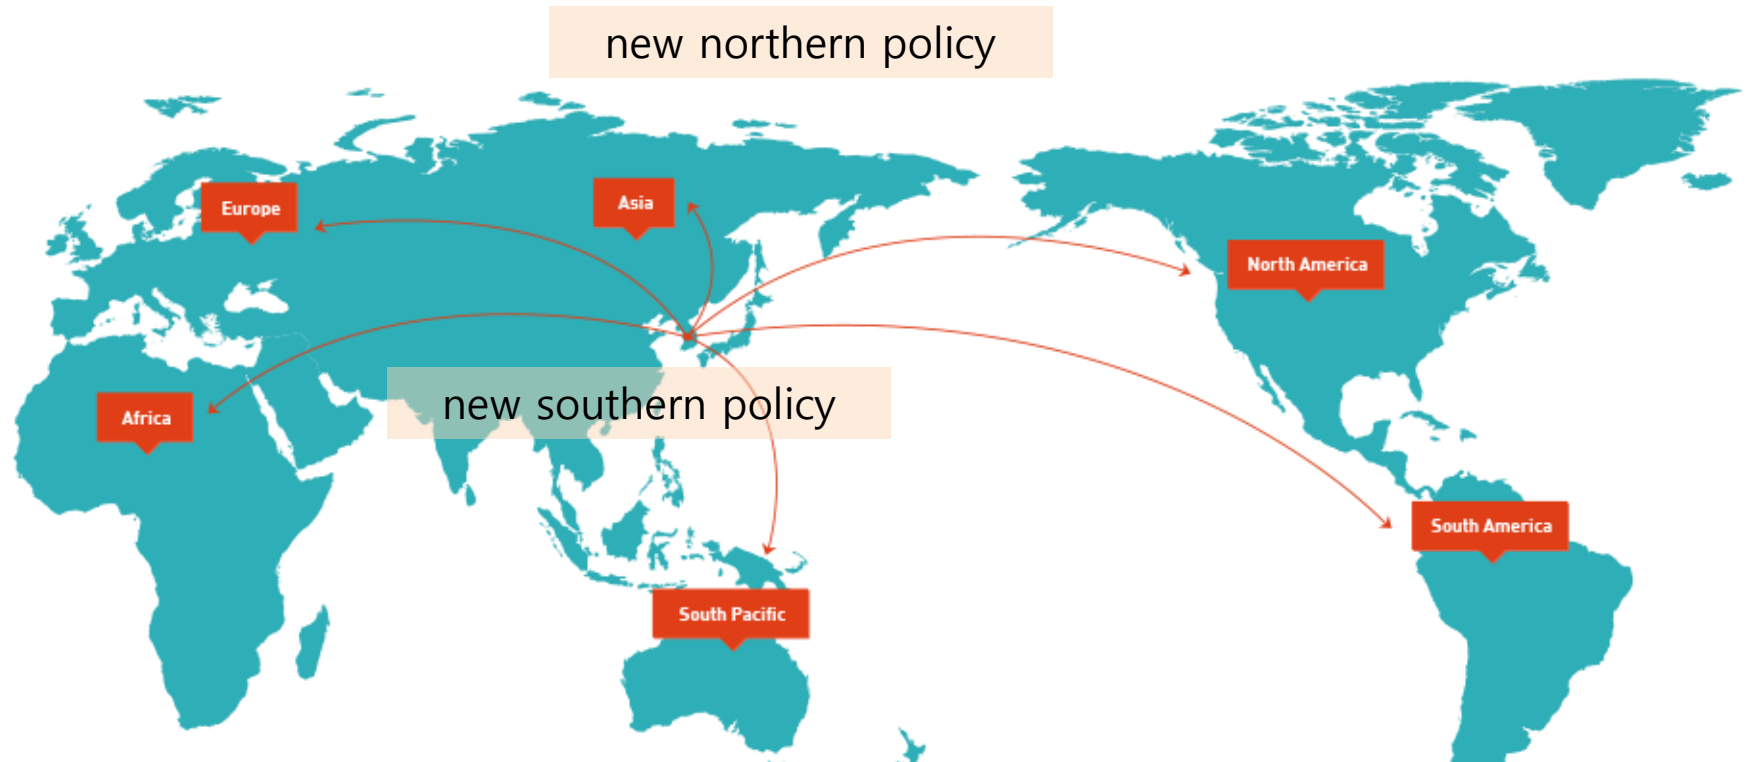 new northern policy
Europe
Asia
North America
new southern policy
Africa
South America
South Pacific